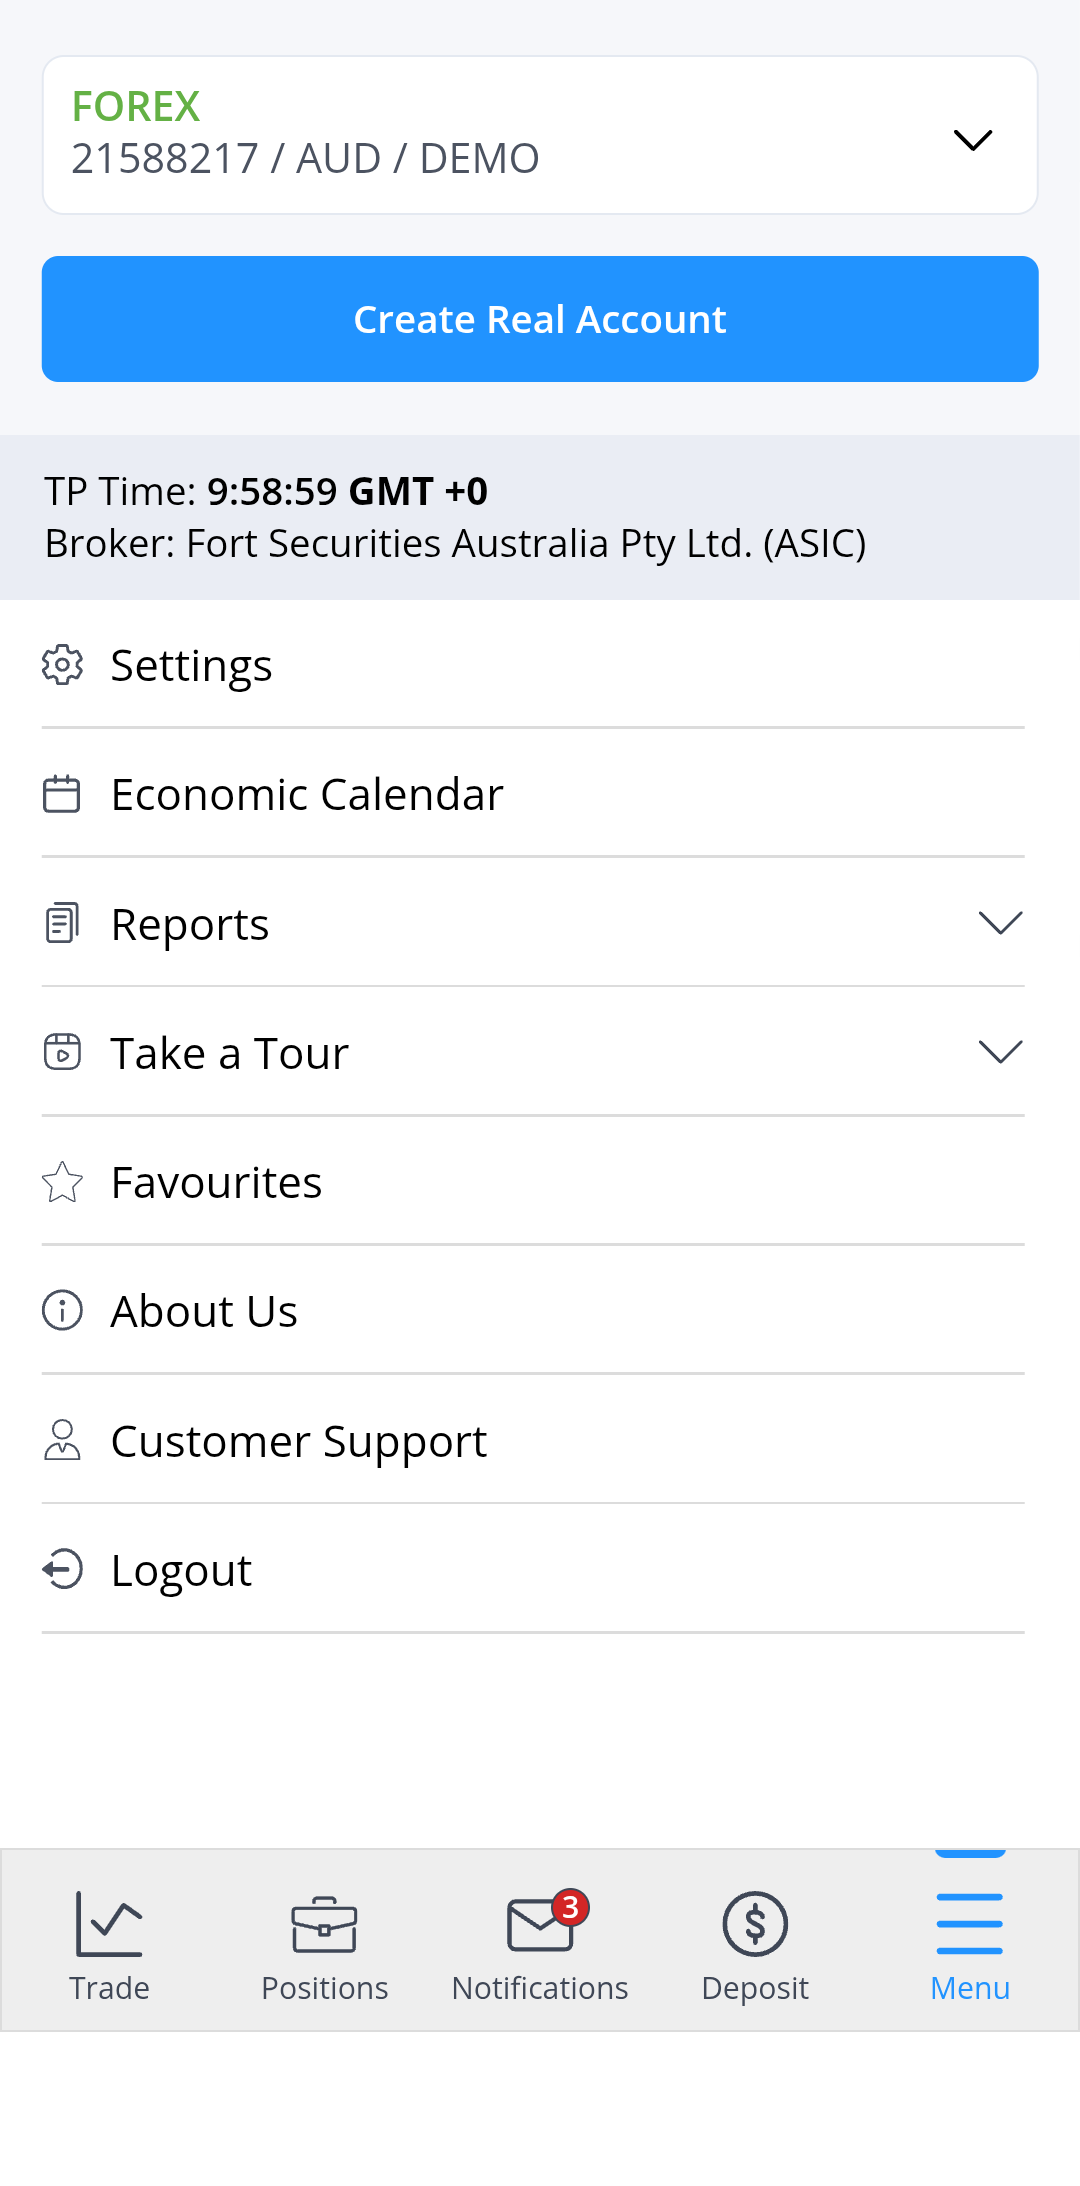 FOREX
21588217 / AUD / DEMO
Create Real Account
TP Time: 9:58:59 GMT +0
Broker: Fort Securities Australia Pty Ltd. (ASIC)
Settings
Economic Calendar
Reports
Take a Tour
Favourites
About Us
Customer Support
Logout
3
Trade
Positions
Notifications
Deposit
Menu